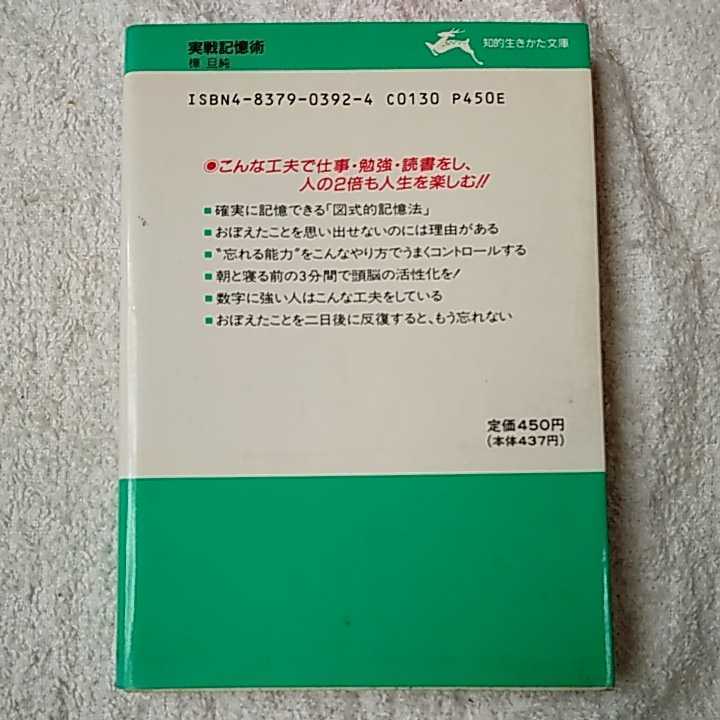 実戦記憶術
樺 旦純
知的生きかた文庫
ISBN4-8379-0392-4 C0130 P450E
◉こんな工夫で仕事・勉強・読書をし、
人の2倍も人生を楽しむ!!
■確実に記憶できる「図式的記憶法」
■おぼえたことを思い出せないのには理由がある
■“忘れる能力”をこんなやり方でうまくコントロールする
■朝と寝る前の3分間で頭脳の活性化を!
■数字に強い人はこんな工夫をしている
■おぼえたことを二日後に反復すると、もう忘れない
定価450円
(本体437円)